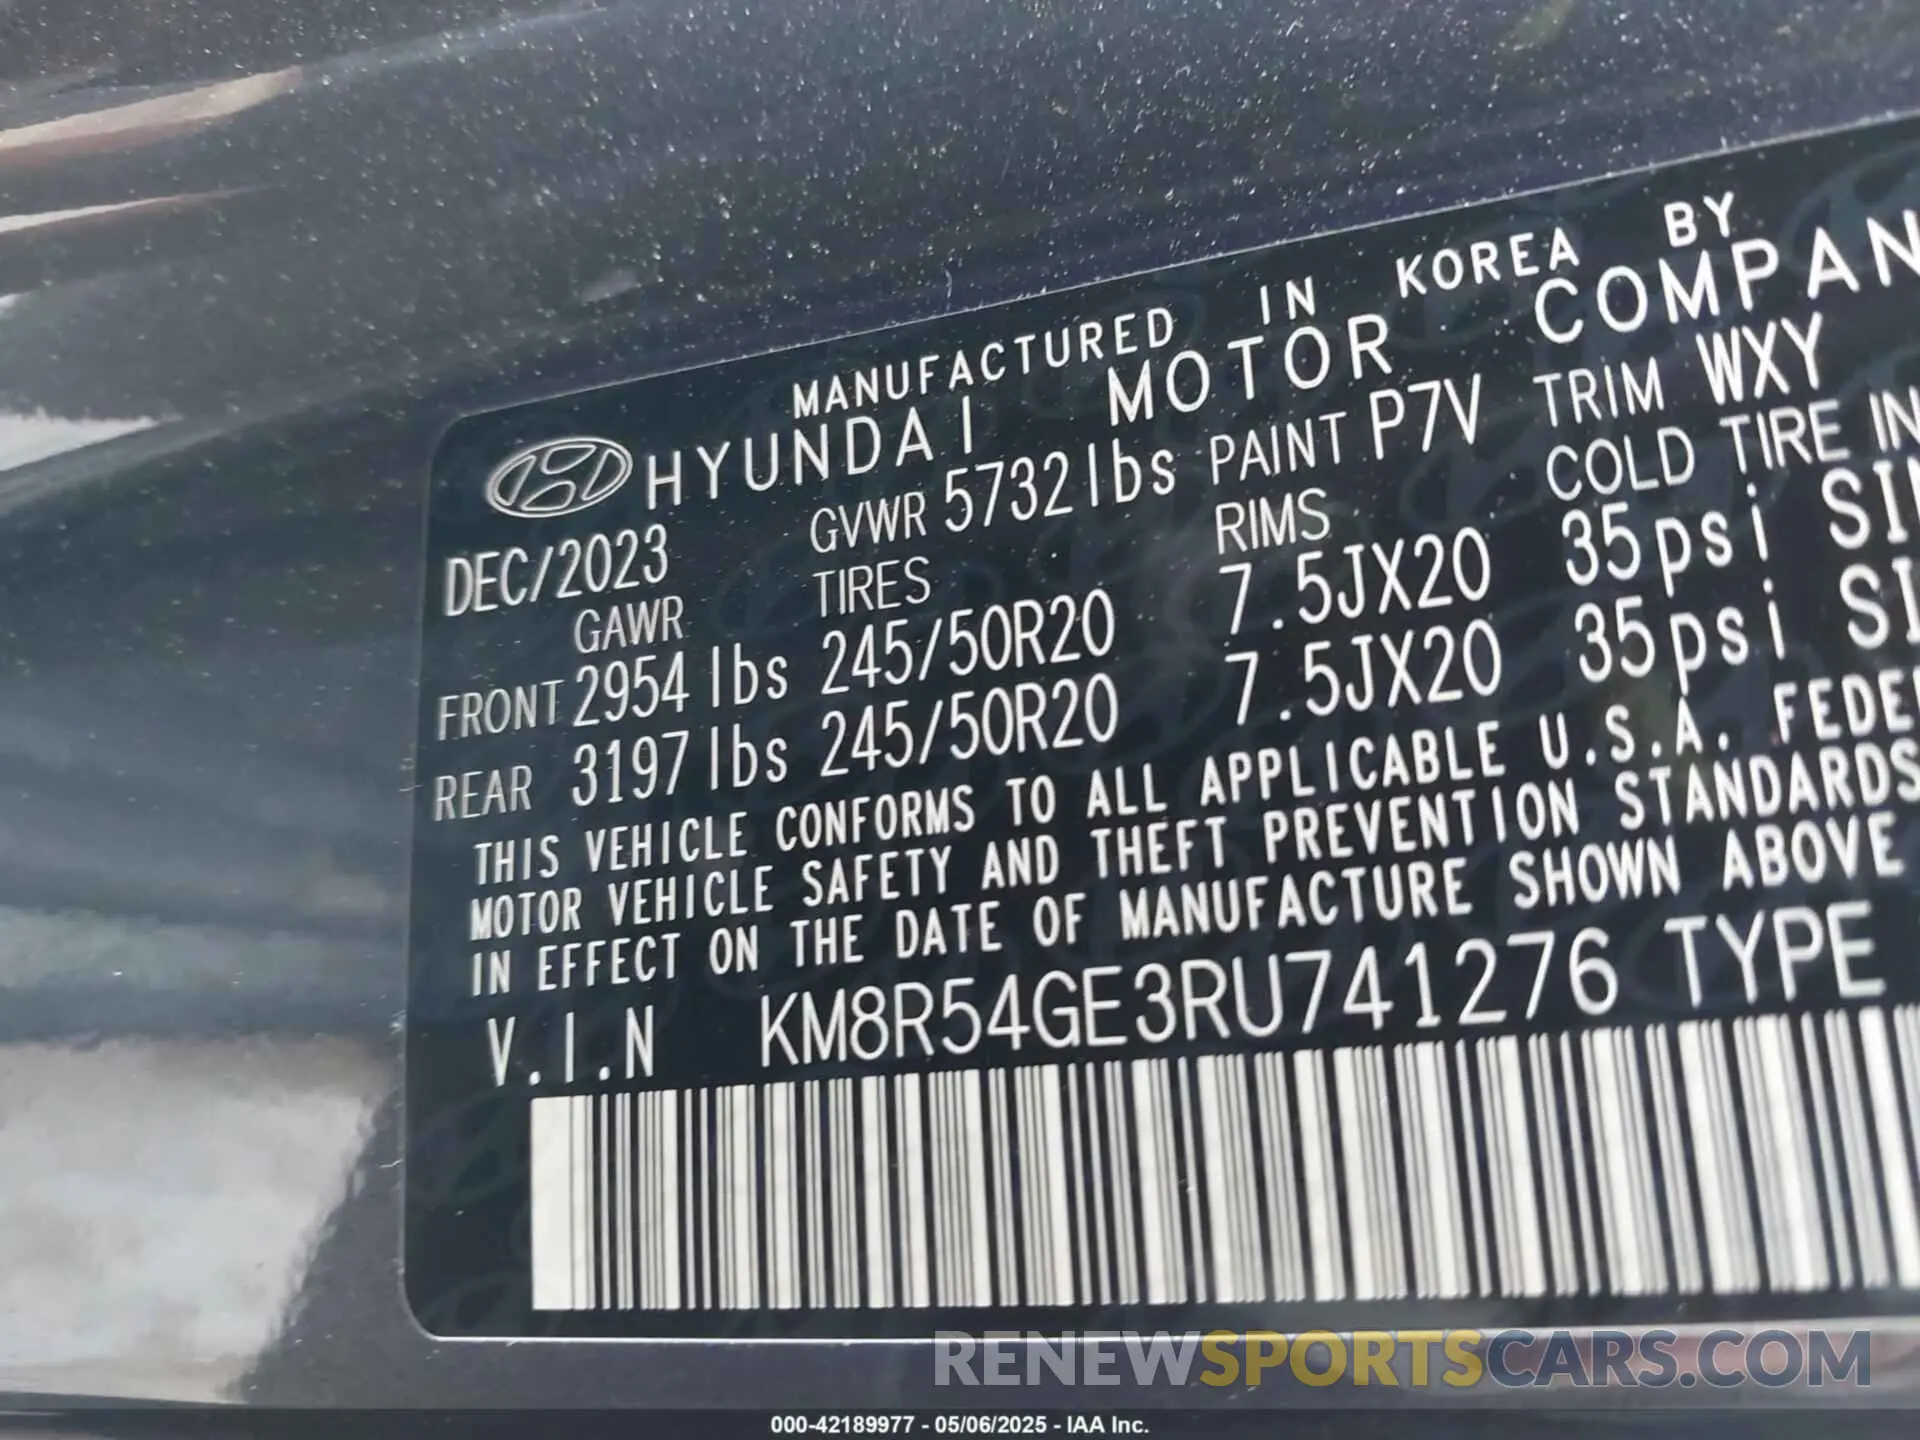 MANUFACTURED IN KOREA BY
HYUNDAI MOTOR COMPAN
DEC/2023 GVWR 5732 lbs PAINT P7V TRIM WXY
GAWR TIRES RIMS COLD TIRE IN
FRONT 2954 lbs 245/50R20 7.5JX20 35psi SI
REAR 3197 lbs 245/50R20 7.5JX20 35psi SI
THIS VEHICLE CONFORMS TO ALL APPLICABLE U.S.A. FEDE
MOTOR VEHICLE SAFETY AND THEFT PREVENTION STANDARDS
IN EFFECT ON THE DATE OF MANUFACTURE SHOWN ABOVE
V.I.N KM8R54GE3RU741276 TYPE
RENEWSPORTSCARS.COM
000-42189977 - 05/06/2025 - IAA Inc.